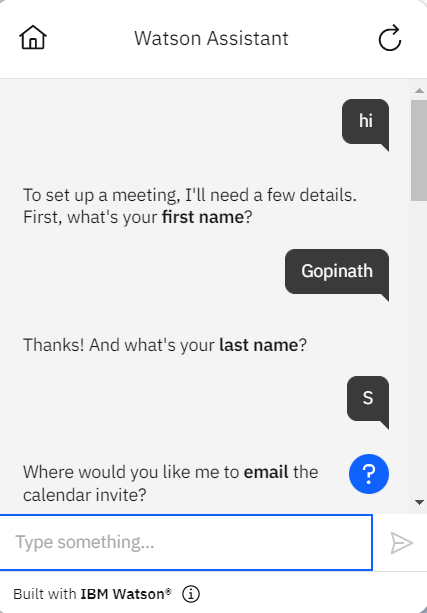 Watson Assistant
hi
To set up a meeting, I'll need a few details.
First, what's your first name?
Gopinath
Thanks! And what's your last name?
S
Where would you like me to email the
calendar invite?
?
Type something...
Built with IBM Watson®